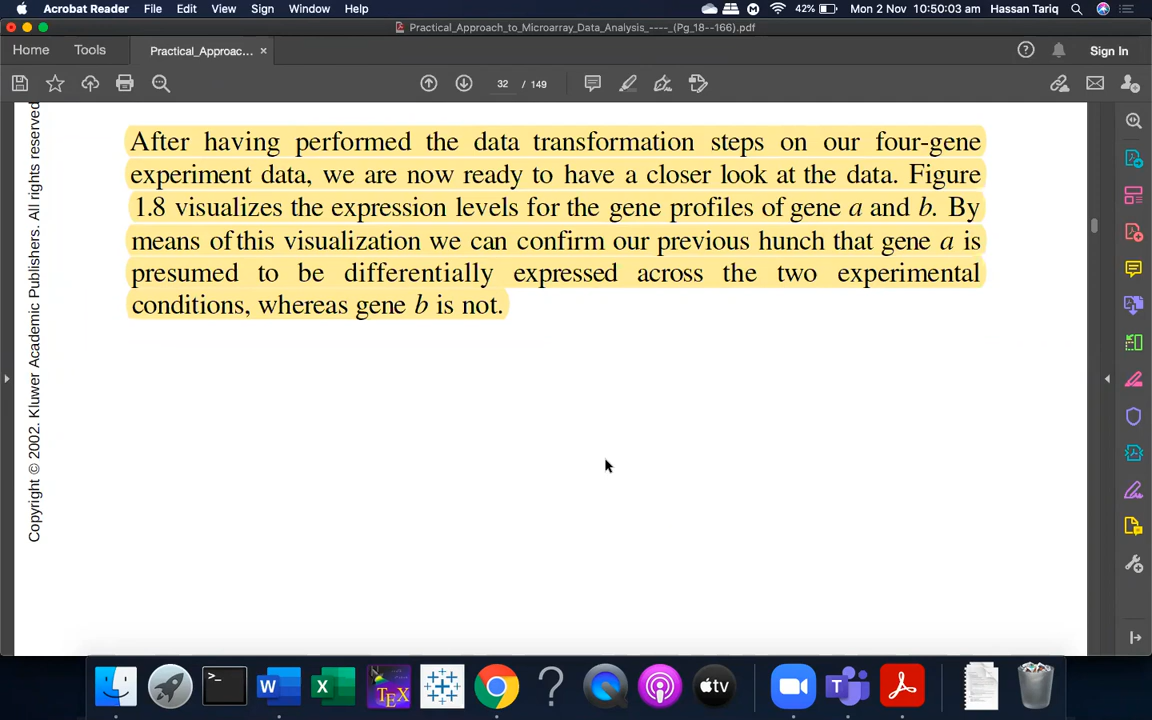 Acrobat Reader File Edit View Sign Window Help 42% Mon 2 Nov 10:50:03 am Hassan Tariq
Practical_Approach_to_Microarray_Data_Analysis_----_(Pg_18--166).pdf
Home Tools Practical_Approac... × Sign In
32 / 149
After having performed the data transformation steps on our four-gene
experiment data, we are now ready to have a closer look at the data. Figure
1.8 visualizes the expression levels for the gene profiles of gene a and b. By
means of this visualization we can confirm our previous hunch that gene a is
presumed to be differentially expressed across the two experimental
conditions, whereas gene b is not.
Copyright © 2002. Kluwer Academic Publishers. All rights reserved
>_ W X TEX ? tv T